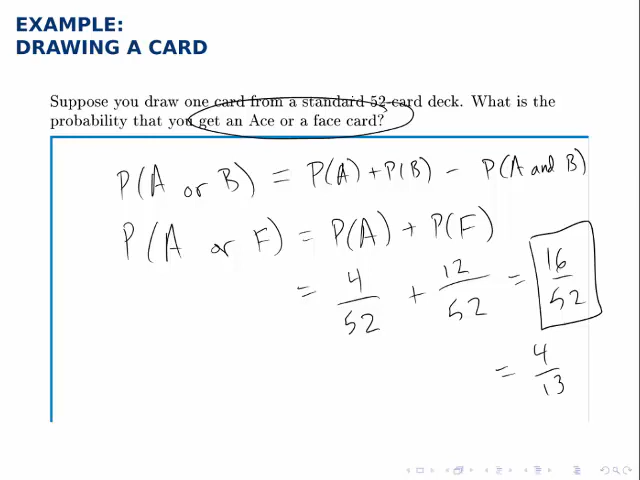 EXAMPLE:
DRAWING A CARD
Suppose you draw one card from a standard 52-card deck. What is the
probability that you get an Ace or a face card?
P(A or B) = P(A) + P(B) - P(A and B)
P(A or F) = P(A) + P(F)
= 4/52 + 12/52 = 16/52
= 4/13